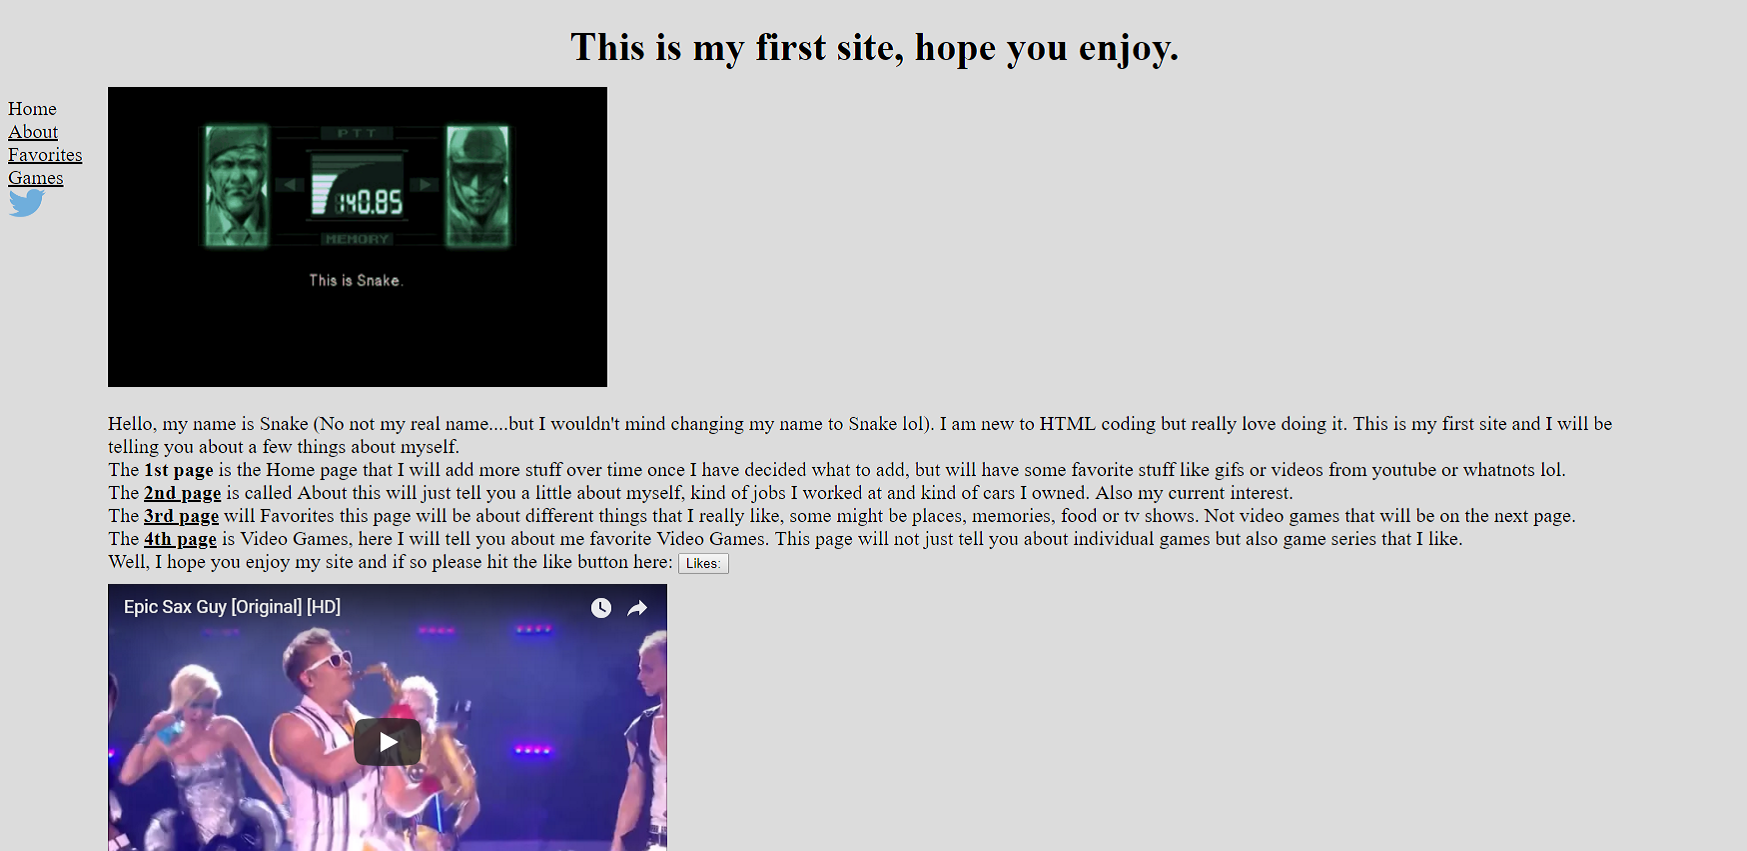 This is my first site, hope you enjoy.
Home
About
Favorites
Games
PTT
140.85
MEMORY
This is Snake.
Hello, my name is Snake (No not my real name....but I wouldn't mind changing my name to Snake lol). I am new to HTML coding but really love doing it. This is my first site and I will be
telling you about a few things about myself.
The 1st page is the Home page that I will add more stuff over time once I have decided what to add, but will have some favorite stuff like gifs or videos from youtube or whatnots lol.
The 2nd page is called About this will just tell you a little about myself, kind of jobs I worked at and kind of cars I owned. Also my current interest.
The 3rd page will Favorites this page will be about different things that I really like, some might be places, memories, food or tv shows. Not video games that will be on the next page.
The 4th page is Video Games, here I will tell you about me favorite Video Games. This page will not just tell you about individual games but also game series that I like.
Well, I hope you enjoy my site and if so please hit the like button here: Likes:
Epic Sax Guy [Original] [HD]